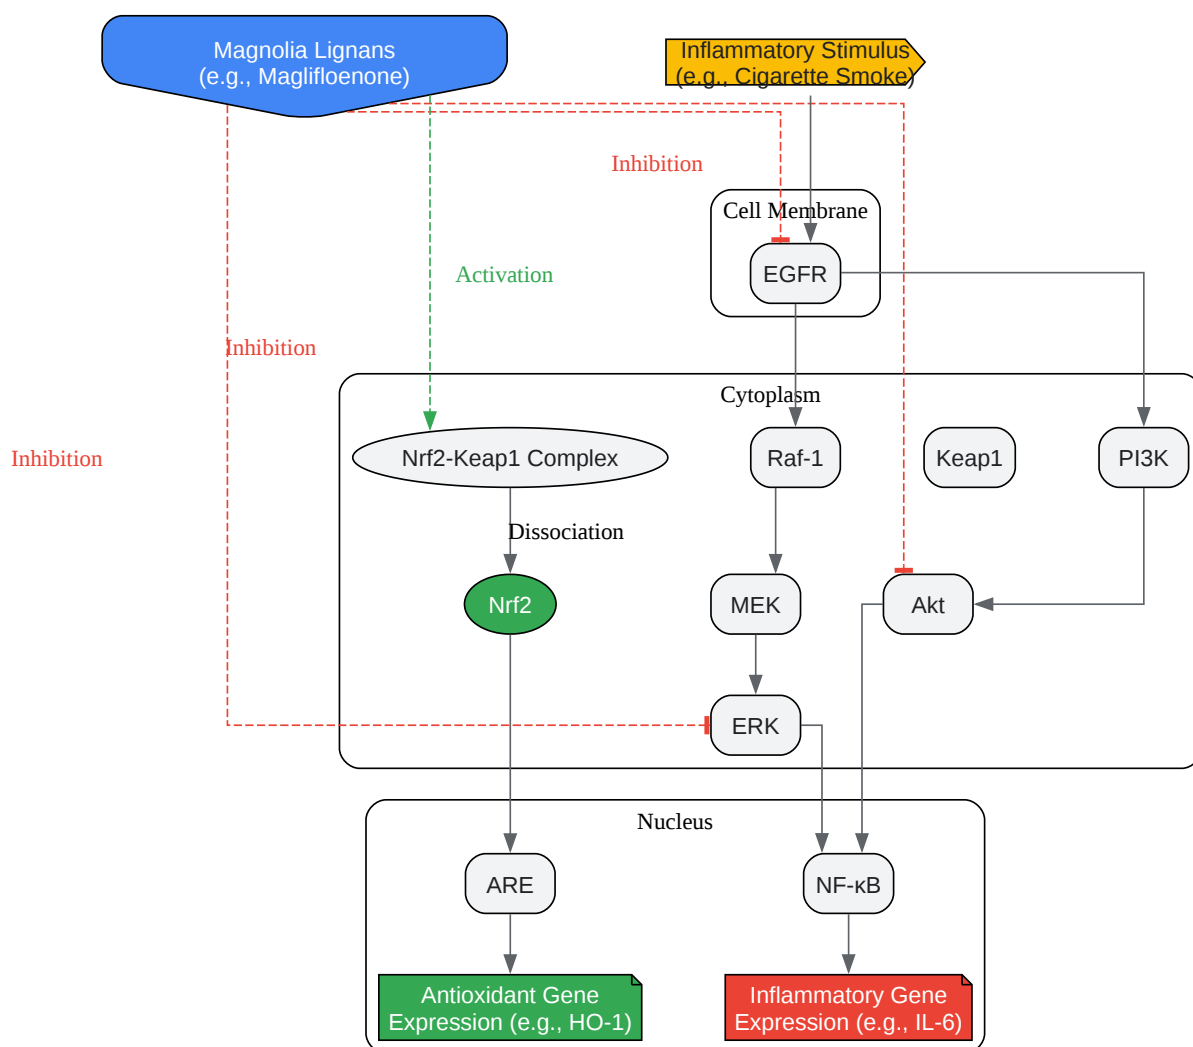 Magnolia Lignans
(e.g., Maglifloenone)
Inflammatory Stimulus
(e.g., Cigarette Smoke)
Inhibition
Cell Membrane
EGFR
Activation
Inhibition
Cytoplasm
Inhibition
Nrf2-Keap1 Complex
Raf-1
Keap1
PI3K
Dissociation
Nrf2
MEK
Akt
ERK
Nucleus
ARE
NF-κB
Antioxidant Gene
Expression (e.g., HO-1)
Inflammatory Gene
Expression (e.g., IL-6)